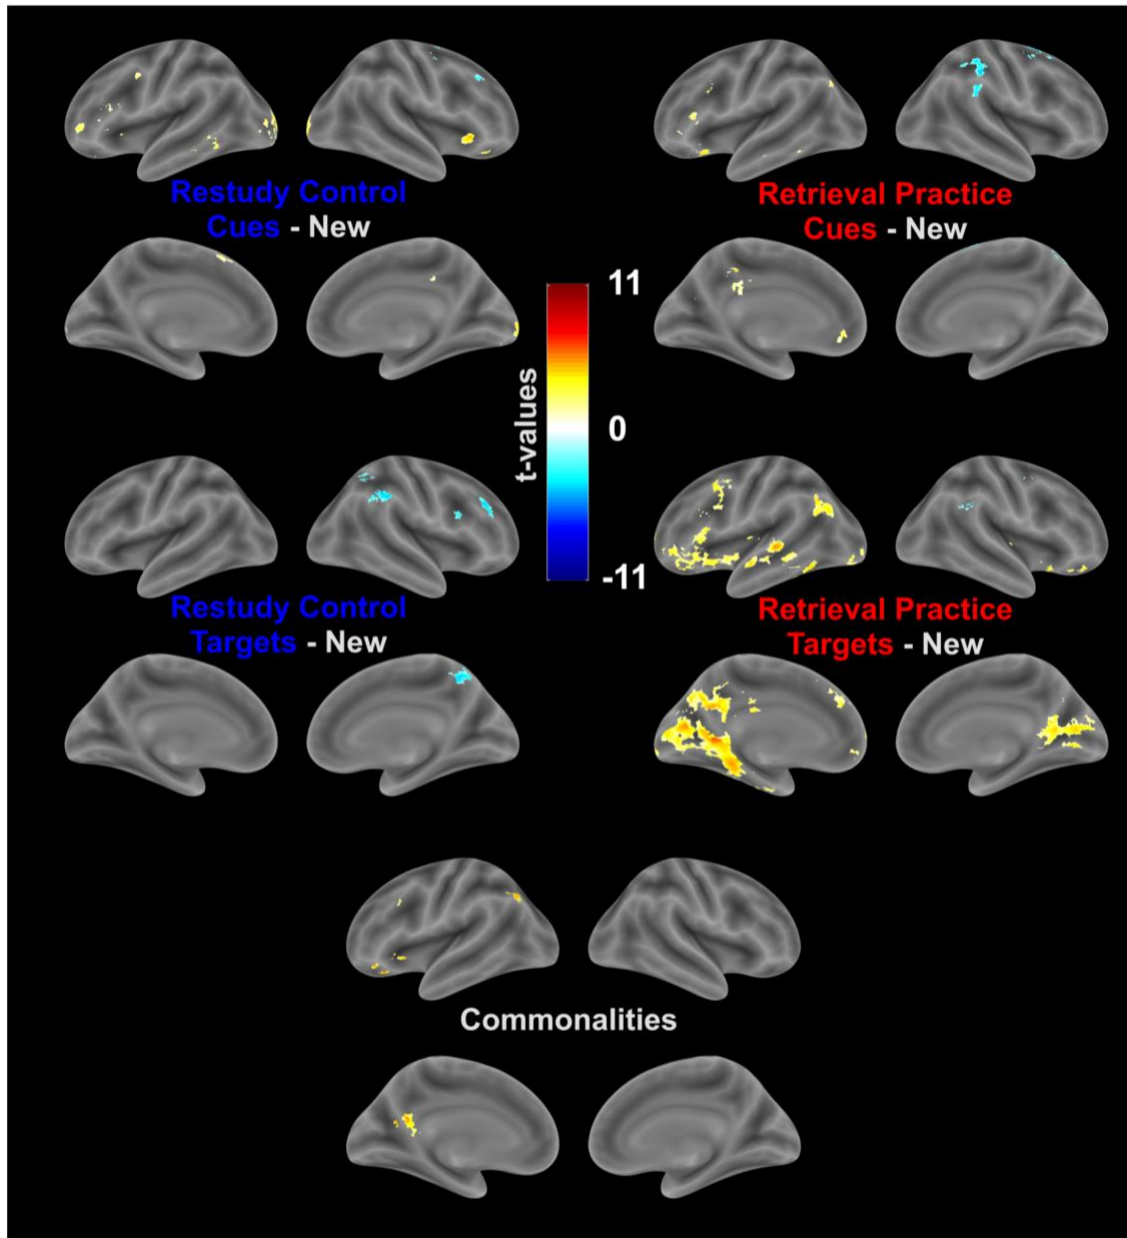 Restudy Control
Cues - New
Retrieval Practice
Cues - New
11
t-values
0
-11
Restudy Control
Targets - New
Retrieval Practice
Targets - New
Commonalities